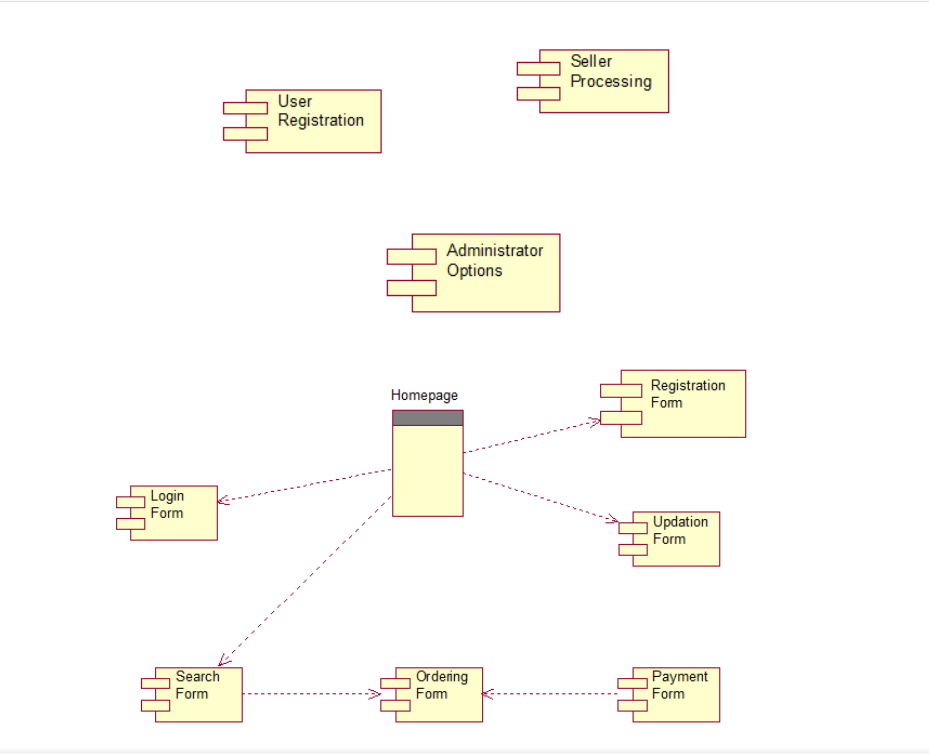 Seller
Processing
User
Registration
Administrator
Options
Homepage
Registration
Form
Login
Form
Updation
Form
Search
Form
Ordering
Form
Payment
Form